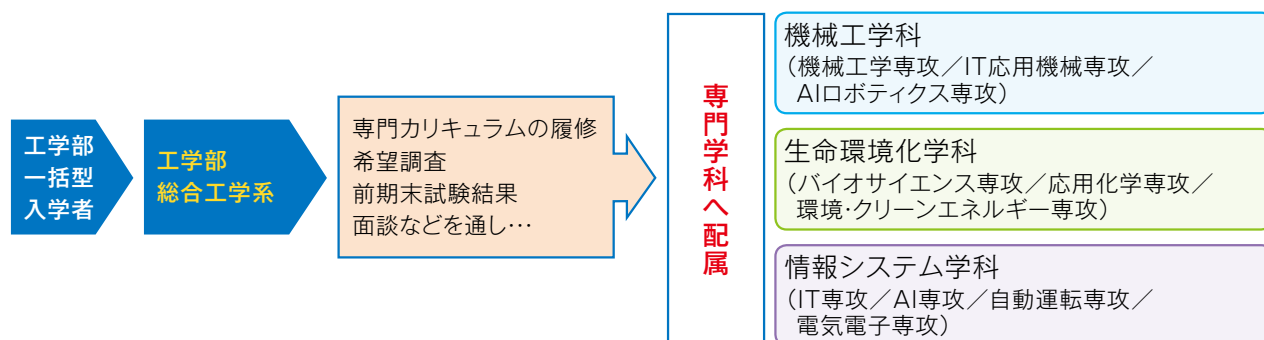 工学部
一括型
入学者
工学部
総合工学系
専門カリキュラムの履修
希望調査
前期末試験結果
面談などを通し…
専門学科へ配属
機械工学科
（機械工学専攻／IT応用機械専攻／
AIロボティクス専攻）
生命環境化学科
（バイオサイエンス専攻／応用化学専攻／
環境・クリーンエネルギー専攻）
情報システム学科
（IT専攻／AI専攻／自動運転専攻／
電気電子専攻）